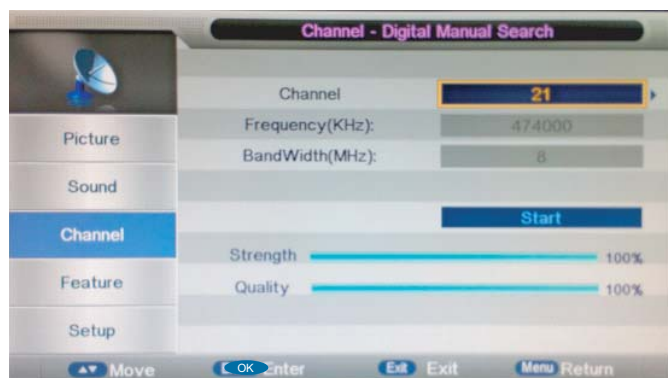 Channel - Digital Manual Search
Channel 21
Frequency(KHz): 474000
BandWidth(MHz): 8
Start
Strength 100%
Quality 100%
Picture
Sound
Channel
Feature
Setup
Move OK Enter Exit Exit Menu Return